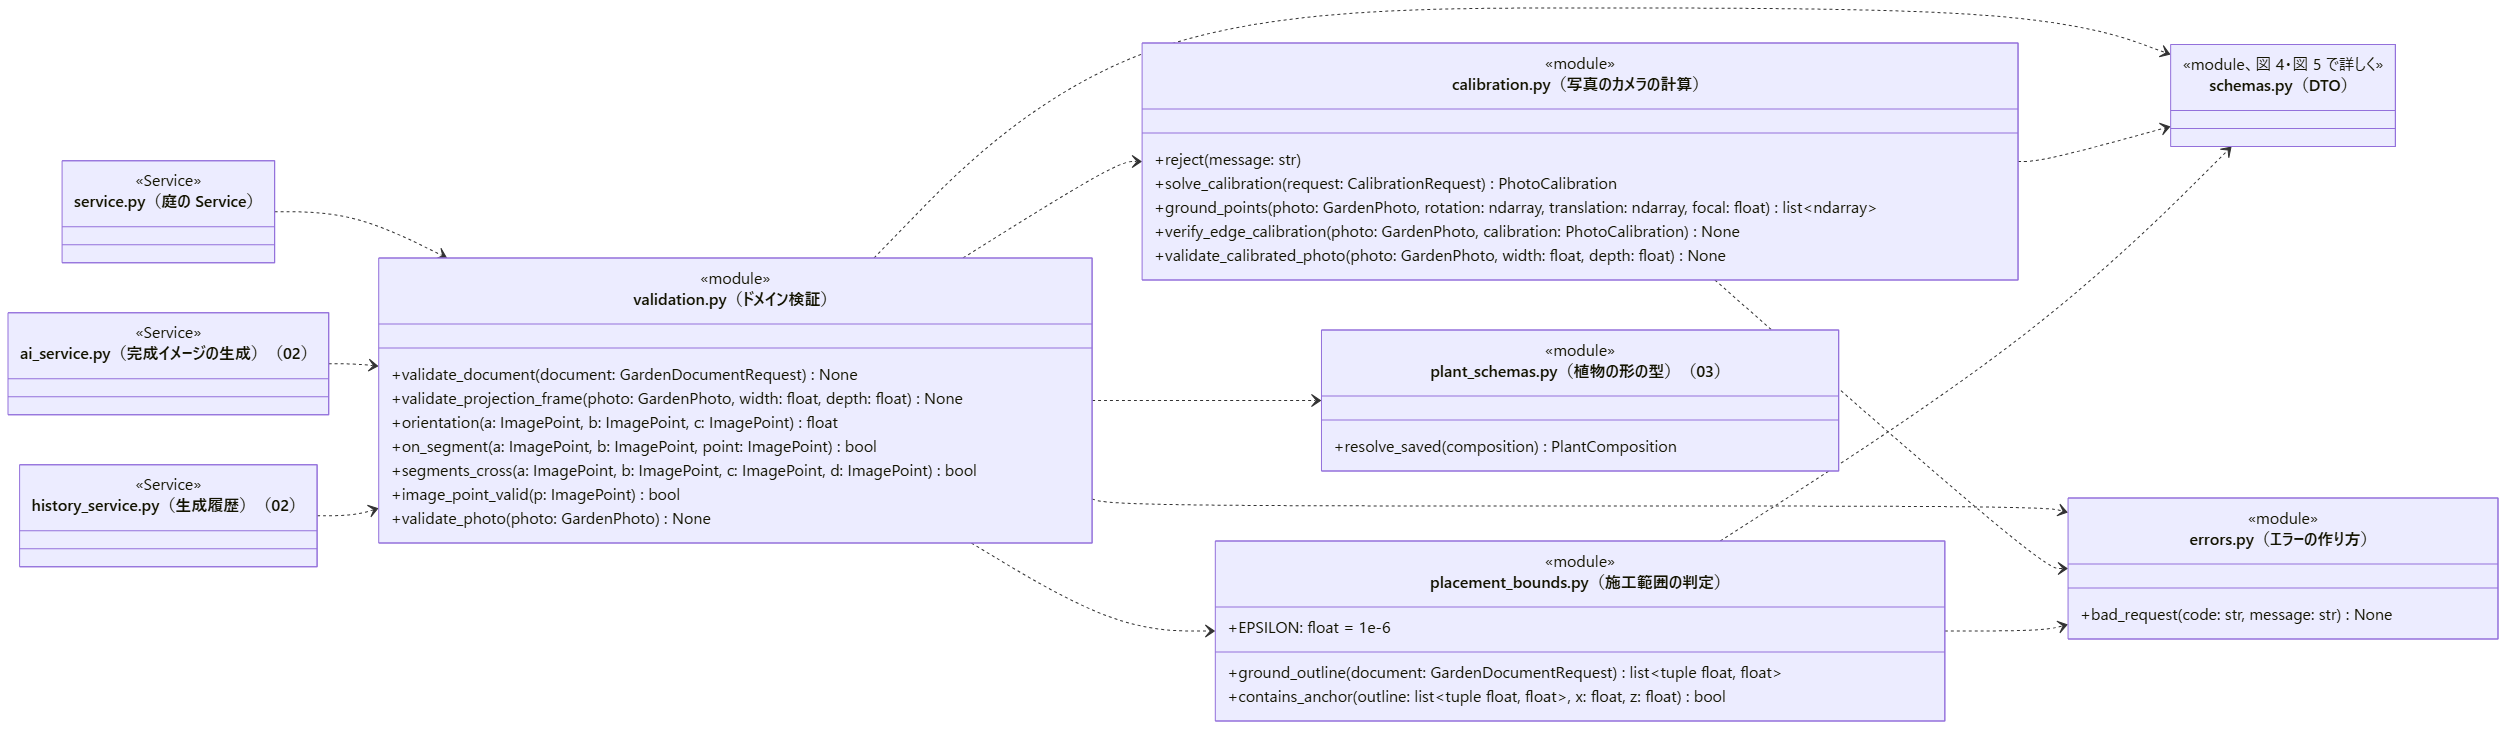 «Service»
service.py（庭の Service）
«Service»
ai_service.py（完成イメージの生成）（02）
«Service»
history_service.py（生成履歴）（02）
«module»
validation.py（ドメイン検証）
+validate_document(document: GardenDocumentRequest) : None
+validate_projection_frame(photo: GardenPhoto, width: float, depth: float) : None
+orientation(a: ImagePoint, b: ImagePoint, c: ImagePoint) : float
+on_segment(a: ImagePoint, b: ImagePoint, point: ImagePoint) : bool
+segments_cross(a: ImagePoint, b: ImagePoint, c: ImagePoint, d: ImagePoint) : bool
+image_point_valid(p: ImagePoint) : bool
+validate_photo(photo: GardenPhoto) : None
«module»
calibration.py（写真のカメラの計算）
+reject(message: str)
+solve_calibration(request: CalibrationRequest) : PhotoCalibration
+ground_points(photo: GardenPhoto, rotation: ndarray, translation: ndarray, focal: float) : list<ndarray>
+verify_edge_calibration(photo: GardenPhoto, calibration: PhotoCalibration) : None
+validate_calibrated_photo(photo: GardenPhoto, width: float, depth: float) : None
«module»
plant_schemas.py（植物の形の型）（03）
+resolve_saved(composition) : PlantComposition
«module»
placement_bounds.py（施工範囲の判定）
+EPSILON: float = 1e-6
+ground_outline(document: GardenDocumentRequest) : list<tuple float, float>
+contains_anchor(outline: list<tuple float, float>, x: float, z: float) : bool
«module、図 4・図 5 で詳しく»
schemas.py（DTO）
«module»
errors.py（エラーの作り方）
+bad_request(code: str, message: str) : None